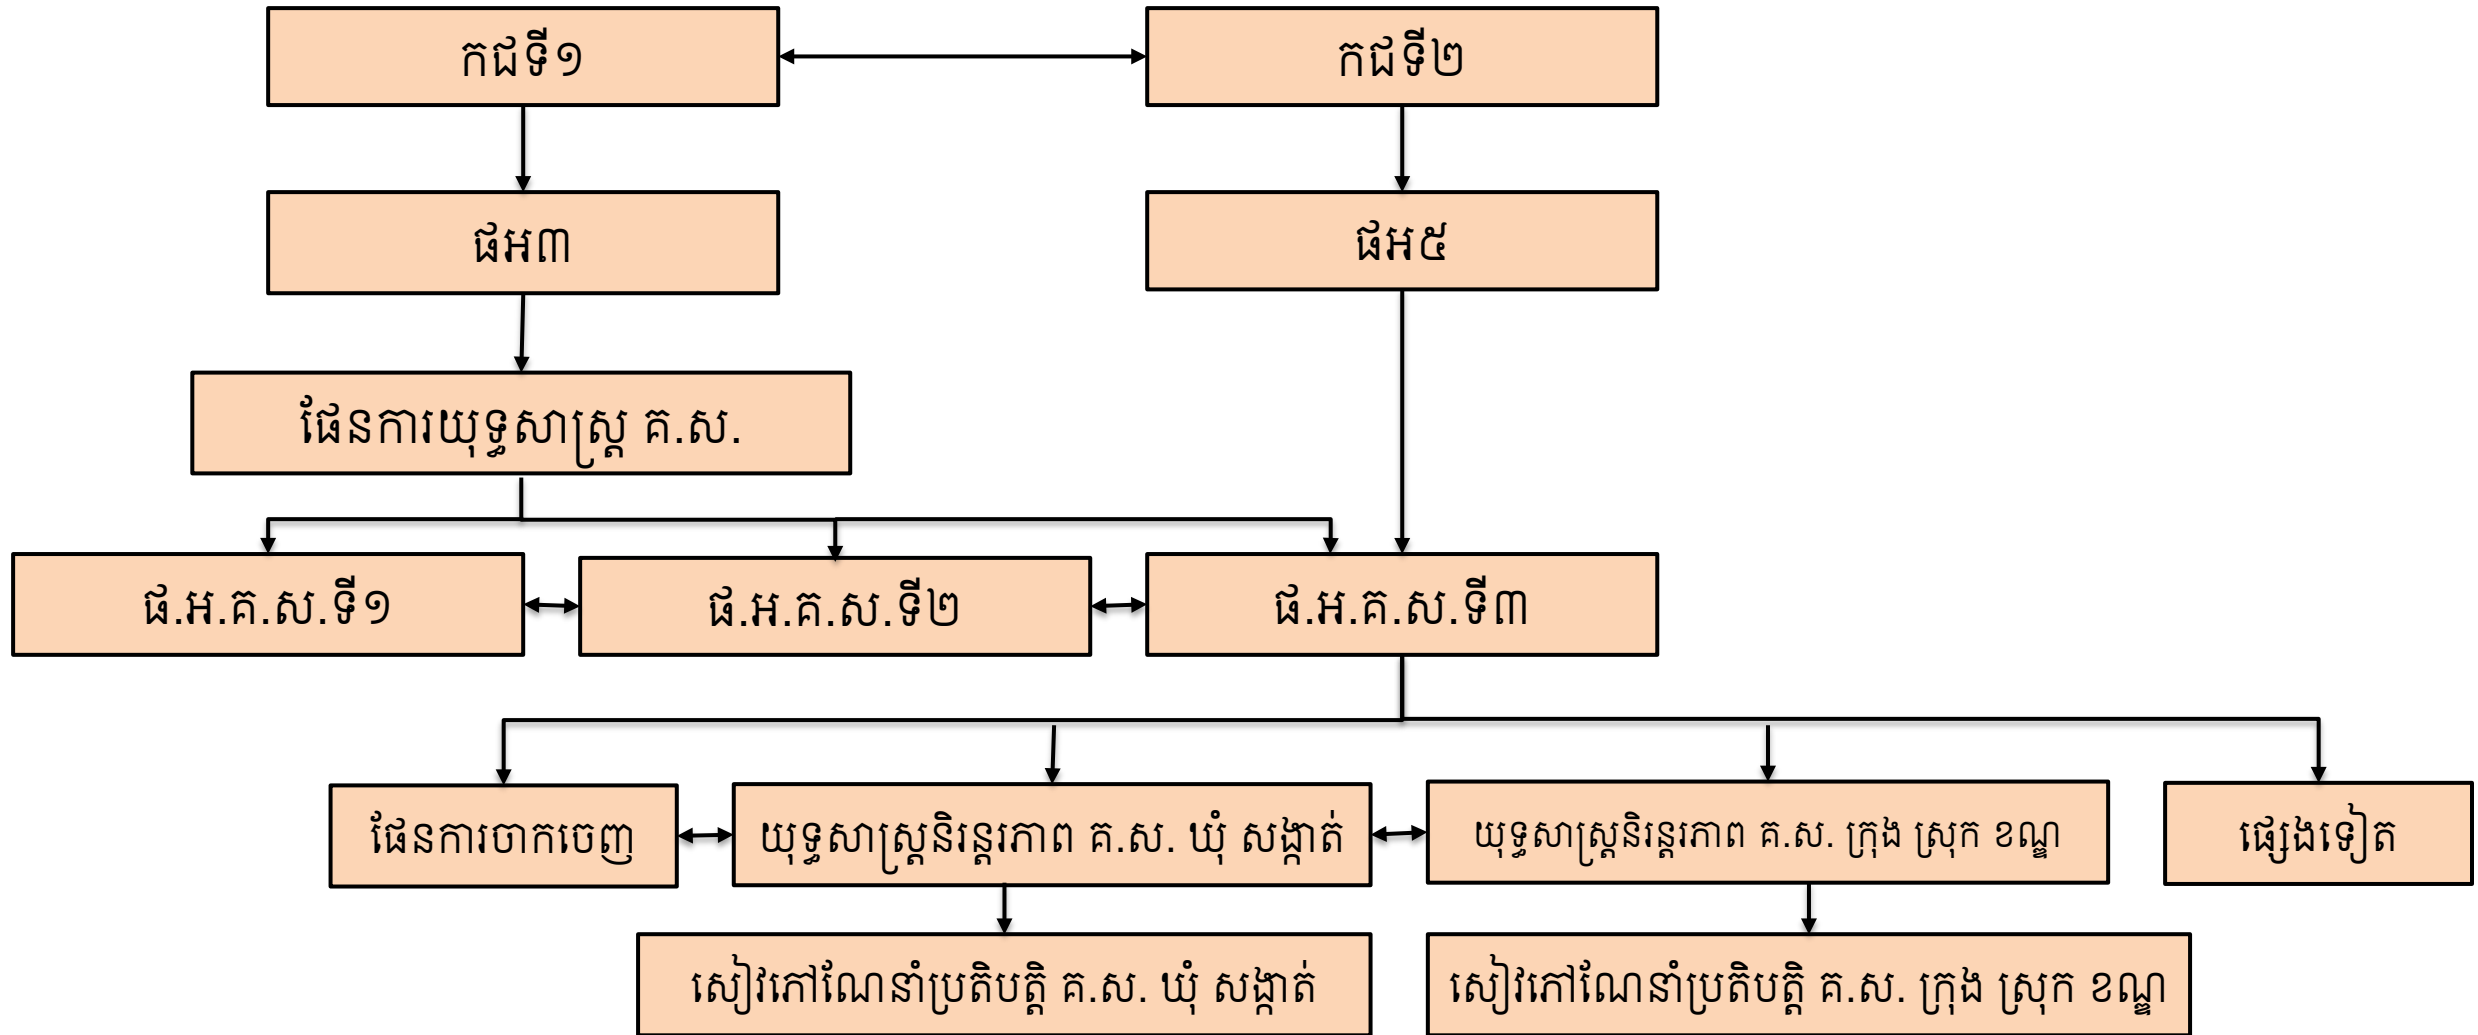 កជទី១
កជទី២
ផអ៣
ផអ៥
ផែនការយុទ្ធសាស្ត្រ គ.ស.
ផ.អ.គ.ស.ទី១
ផ.អ.គ.ស.ទី២
ផ.អ.គ.ស.ទី៣
ផែនការចាកចេញ
យុទ្ធសាស្ត្រនិរន្តរភាព គ.ស. ឃុំ សង្កាត់
យុទ្ធសាស្ត្រនិរន្តរភាព គ.ស. ក្រុង ស្រុក ខណ្ឌ
ផ្សេងទៀត
សៀវភៅណែនាំប្រតិបត្តិ គ.ស. ឃុំ សង្កាត់
សៀវភៅណែនាំប្រតិបត្តិ គ.ស. ក្រុង ស្រុក ខណ្ឌ